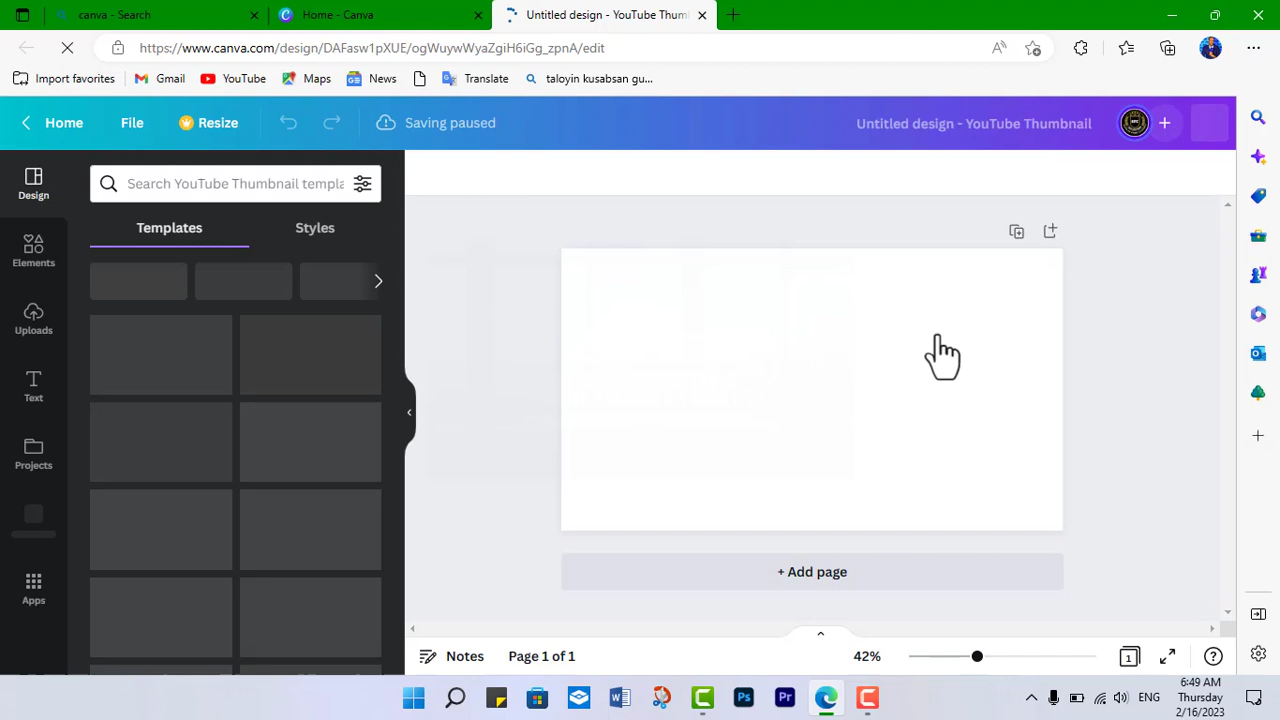 canva - Search
Home - Canva
Untitled design - YouTube Thumbn
https://www.canva.com/design/DAFasw1pXUE/ogWuywWyaZgiH6iGg_zpnA/edit
Import favorites
Gmail
YouTube
Maps
News
Translate
taloyin kusabsan gu...
Home
File
Resize
Saving paused
Untitled design - YouTube Thumbnail
Design
Search YouTube Thumbnail templa
Templates
Styles
Elements
Uploads
Text
Projects
Apps
+ Add page
Notes
Page 1 of 1
42%
1
ENG
6:49 AM
Thursday
2/16/2023